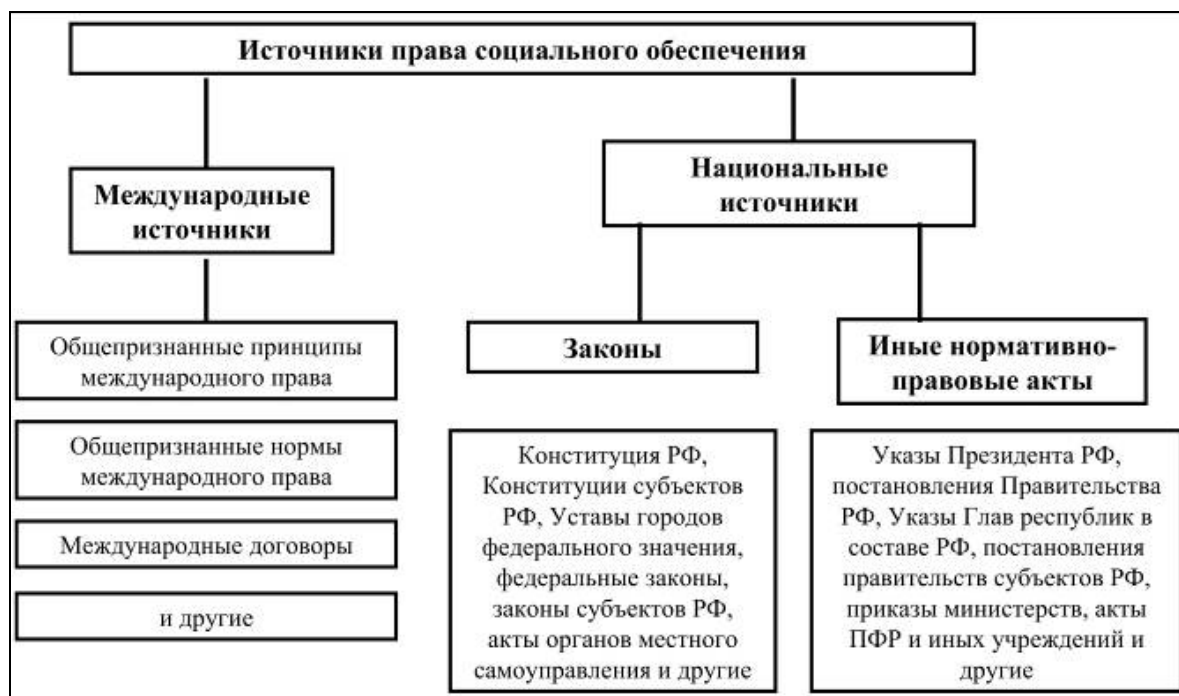 Источники права социального обеспечения
Международные
источники
Национальные
источники
Общепризнанные принципы
международного права
Общепризнанные нормы
международного права
Международные договоры
и другие
Законы
Иные нормативно-
правовые акты
Конституция РФ,
Конституции субъектов
РФ, Уставы городов
федерального значения,
федеральные законы,
законы субъектов РФ,
акты органов местного
самоуправления и другие
Указы Президента РФ,
постановления Правительства
РФ, Указы Глав республик в
составе РФ, постановления
правительств субъектов РФ,
приказы министерств, акты
ПФР и иных учреждений и
другие